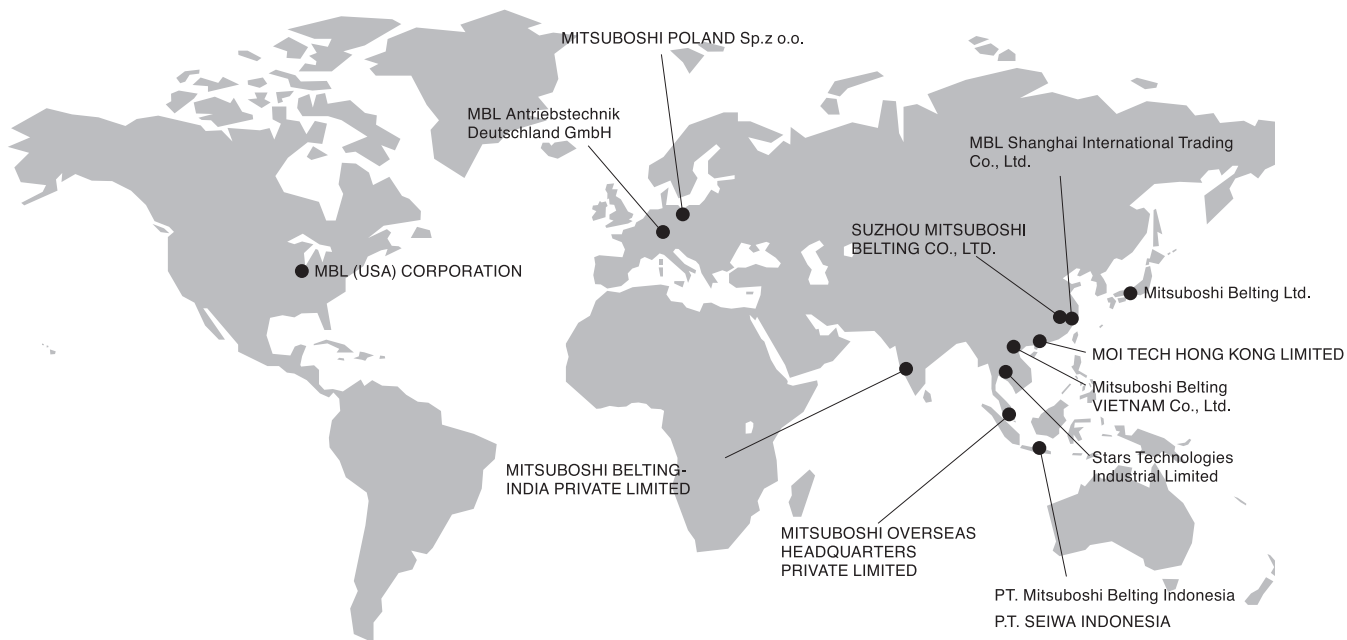 MITSUBOSHI POLAND Sp.z o.o.
MBL Antriebstechnik
Deutschland GmbH
MBL Shanghai International Trading
Co., Ltd.
SUZHOU MITSUBOSHI
BELTING CO., LTD.
MBL (USA) CORPORATION
Mitsuboshi Belting Ltd.
MOI TECH HONG KONG LIMITED
Mitsuboshi Belting
VIETNAM Co., Ltd.
Stars Technologies
Industrial Limited
MITSUBOSHI BELTING-
INDIA PRIVATE LIMITED
MITSUBOSHI OVERSEAS
HEADQUARTERS
PRIVATE LIMITED
PT. Mitsuboshi Belting Indonesia
P.T. SEIWA INDONESIA